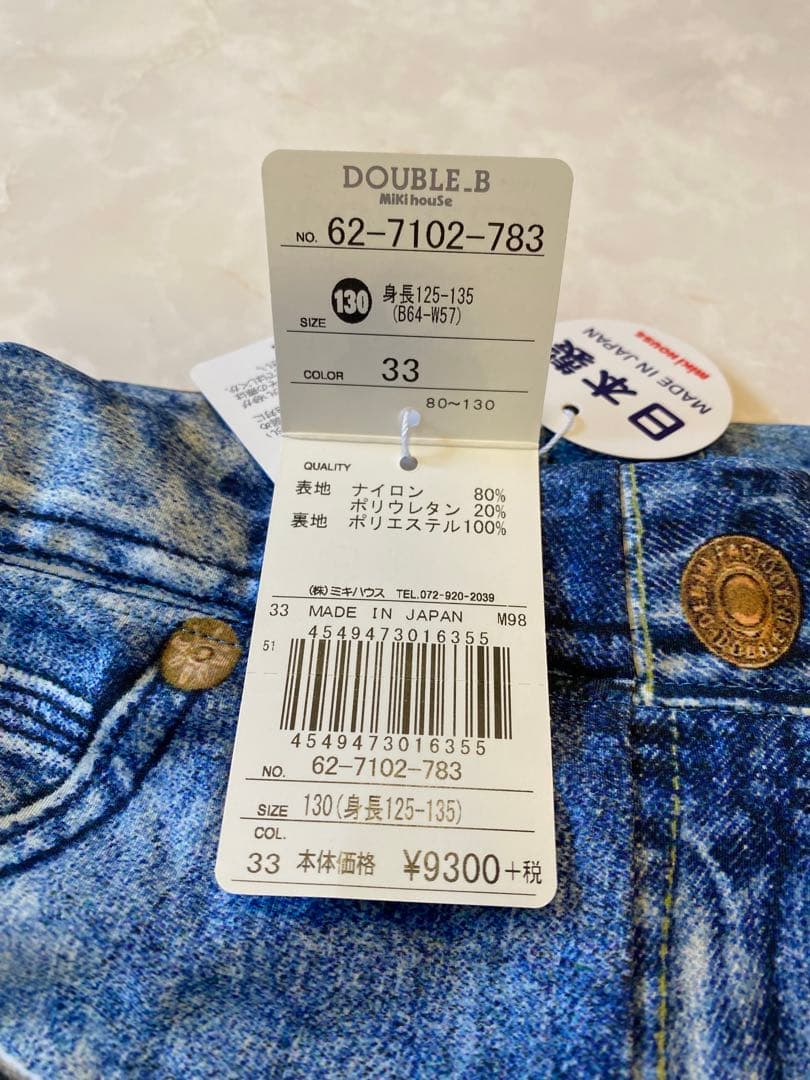 DOUBLE_B
MiKi houSe
NO. 62-7102-783
SIZE 130 身長125-135
(B64-W57)
COLOR 33
80~130
QUALITY
表地 ナイロン 80%
ポリウレタン 20%
裏地 ポリエステル100%
(株)ミキハウス TEL.072-920-2039
33 MADE IN JAPAN M98
4549473016355
51
4549473016355
NO. 62-7102-783
SIZE 130(身長125-135)
COL.
33 本体価格 ¥9300+税
miki HOUSE
日本製
MADE IN JAPAN